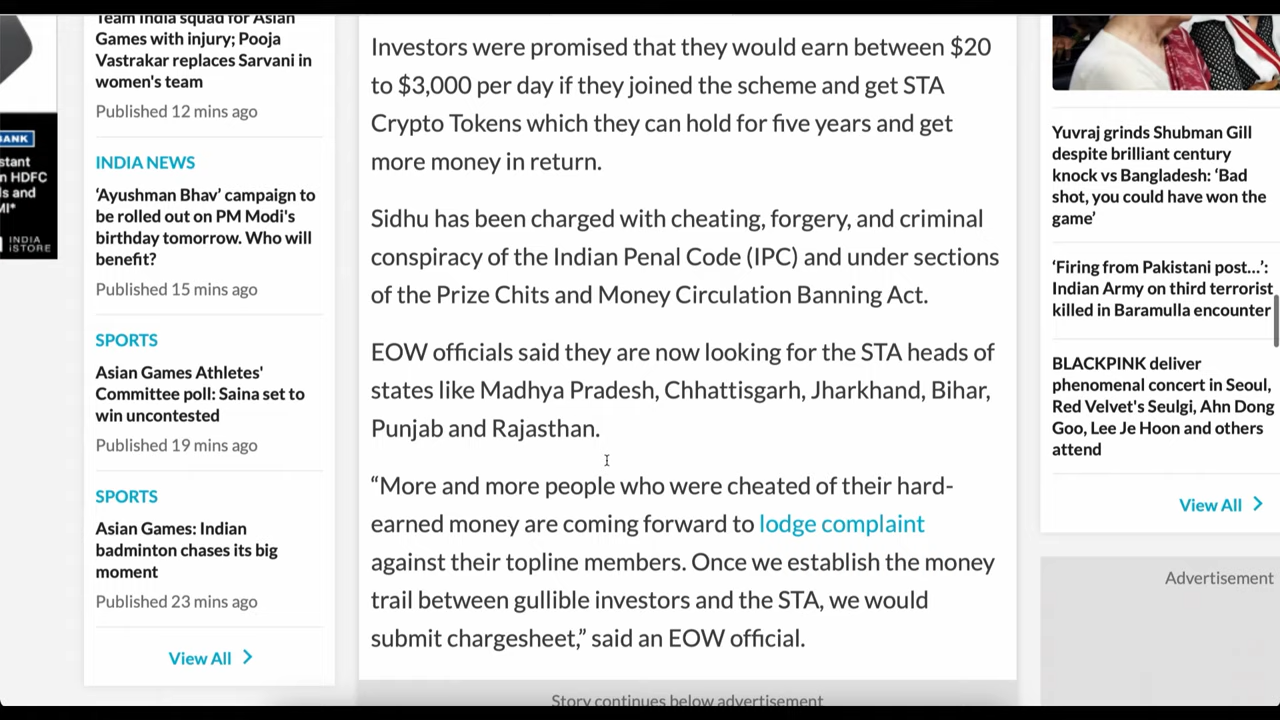 Team India squad for Asian
Games with injury; Pooja
Vastrakar replaces Sarvani in
women's team
Published 12 mins ago
INDIA NEWS
‘Ayushman Bhav’ campaign to
be rolled out on PM Modi's
birthday tomorrow. Who will
benefit?
Published 15 mins ago
SPORTS
Asian Games Athletes'
Committee poll: Saina set to
win uncontested
Published 19 mins ago
SPORTS
Asian Games: Indian
badminton chases its big
moment
Published 23 mins ago
View All
BANK
HDFC
INDIA
iSTORE
Investors were promised that they would earn between $20
to $3,000 per day if they joined the scheme and get STA
Crypto Tokens which they can hold for five years and get
more money in return.
Sidhu has been charged with cheating, forgery, and criminal
conspiracy of the Indian Penal Code (IPC) and under sections
of the Prize Chits and Money Circulation Banning Act.
EOW officials said they are now looking for the STA heads of
states like Madhya Pradesh, Chhattisgarh, Jharkhand, Bihar,
Punjab and Rajasthan.
“More and more people who were cheated of their hard-
earned money are coming forward to lodge complaint
against their topline members. Once we establish the money
trail between gullible investors and the STA, we would
submit chargesheet,” said an EOW official.
Story continues below advertisement
Yuvraj grinds Shubman Gill
despite brilliant century
knock vs Bangladesh: ‘Bad
shot, you could have won the
game’
‘Firing from Pakistani post...’:
Indian Army on third terrorist
killed in Baramulla encounter
BLACKPINK deliver
phenomenal concert in Seoul,
Red Velvet's Seulgi, Ahn Dong
Goo, Lee Je Hoon and others
attend
View All
Advertisement